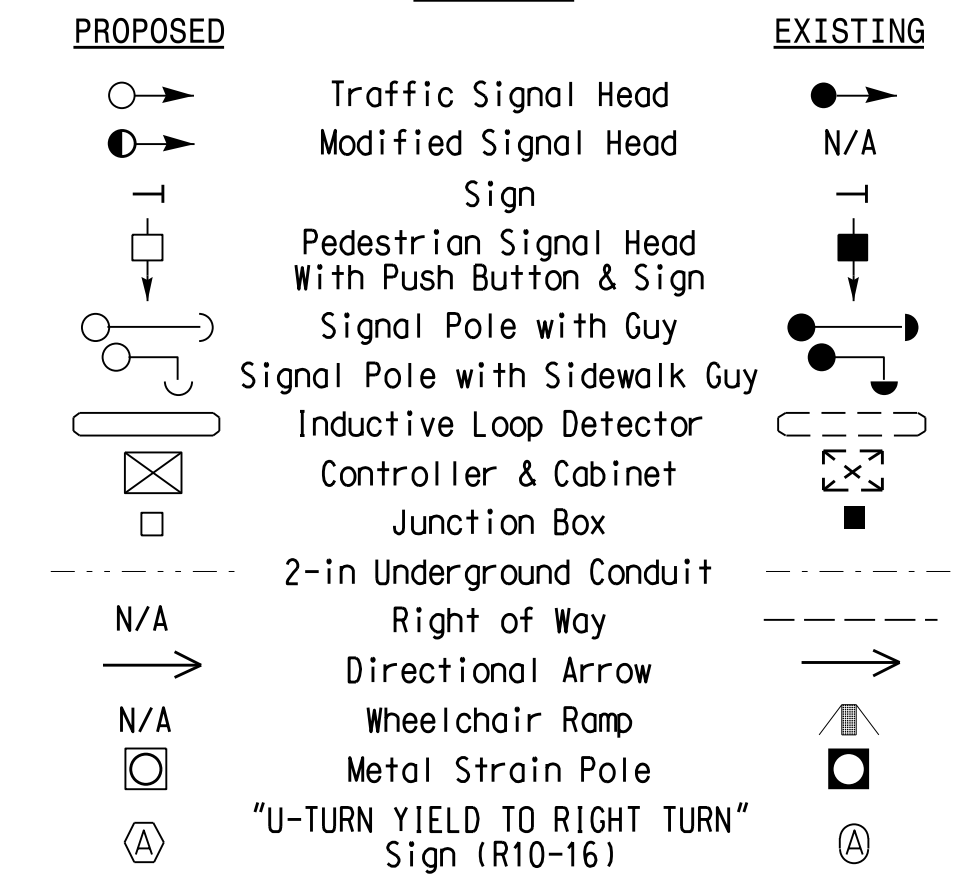 PROPOSED EXISTING
Traffic Signal Head
Modified Signal Head N/A
Sign
Pedestrian Signal Head
With Push Button & Sign
Signal Pole with Guy
Signal Pole with Sidewalk Guy
Inductive Loop Detector
Controller & Cabinet
Junction Box
2-in Underground Conduit
N/A Right of Way
Directional Arrow
N/A Wheelchair Ramp
Metal Strain Pole
"U-TURN YIELD TO RIGHT TURN"
A Sign (R10-16) A